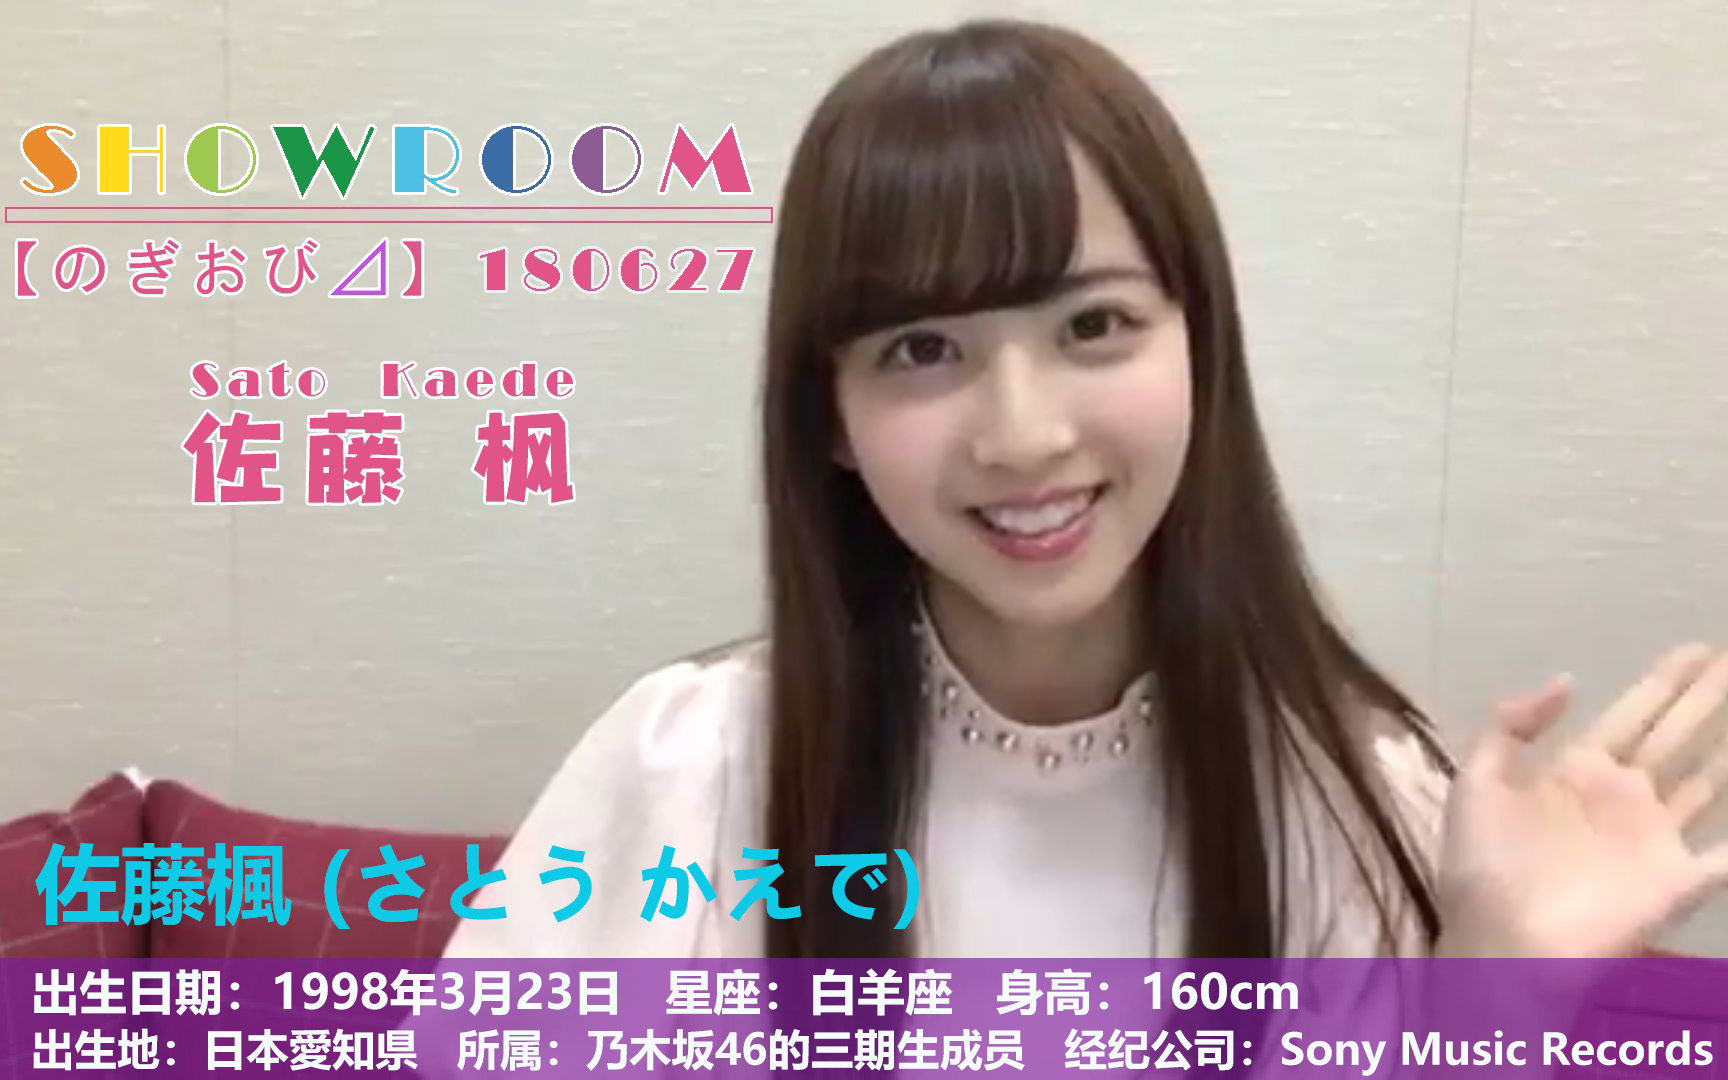 SHOWROOM
【のぎおび⊿】180627
Sato Kaede
佐藤 枫
佐藤楓 (さとう かえで)
出生日期：1998年3月23日 星座：白羊座 身高：160cm
出生地：日本愛知県 所属：乃木坂46的三期生成员 经纪公司：Sony Music Records